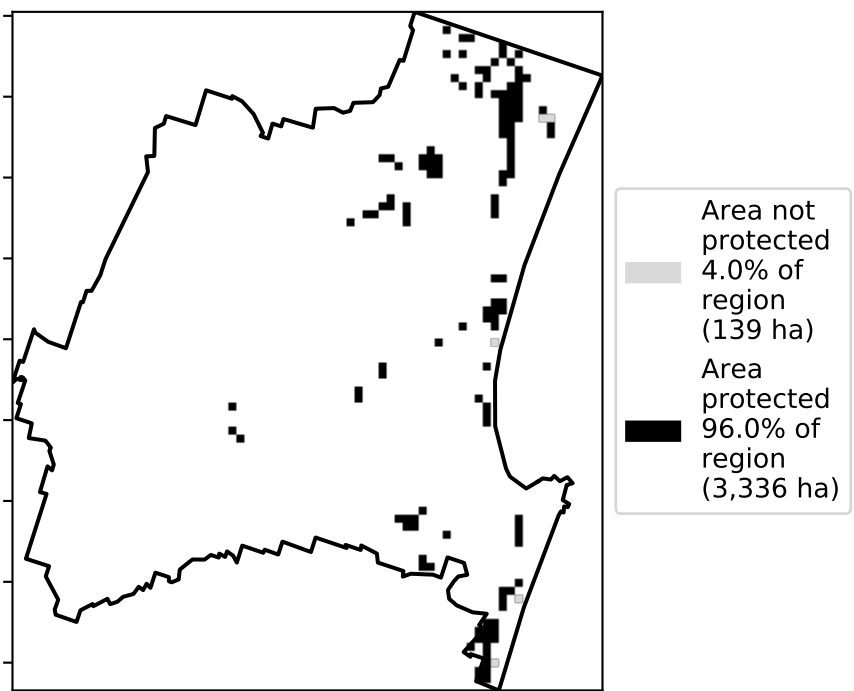 Area not
protected
4.0% of
region
(139 ha)
Area
protected
96.0% of
region
(3,336 ha)